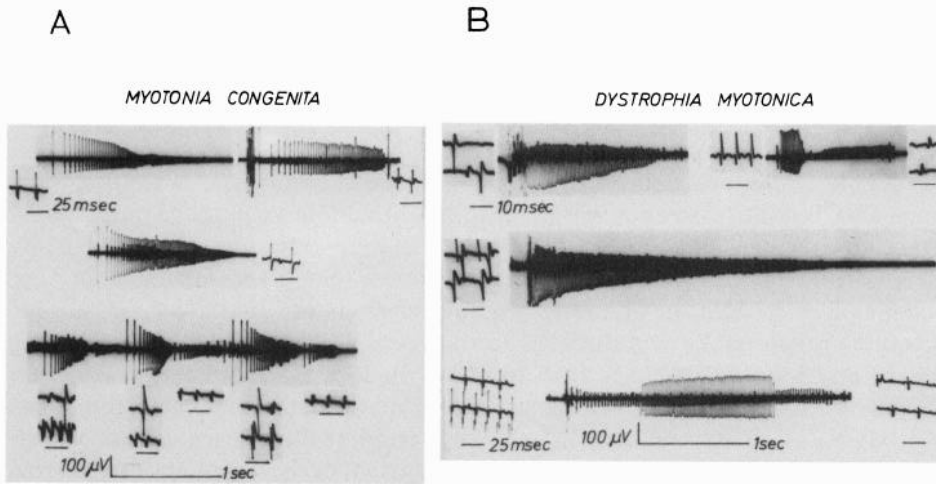 A
MYOTONIA CONGENITA
25 msec
100 µV
1 sec
B
DYSTROPHIA MYOTONICA
10 msec
25 msec
100 µV
1 sec